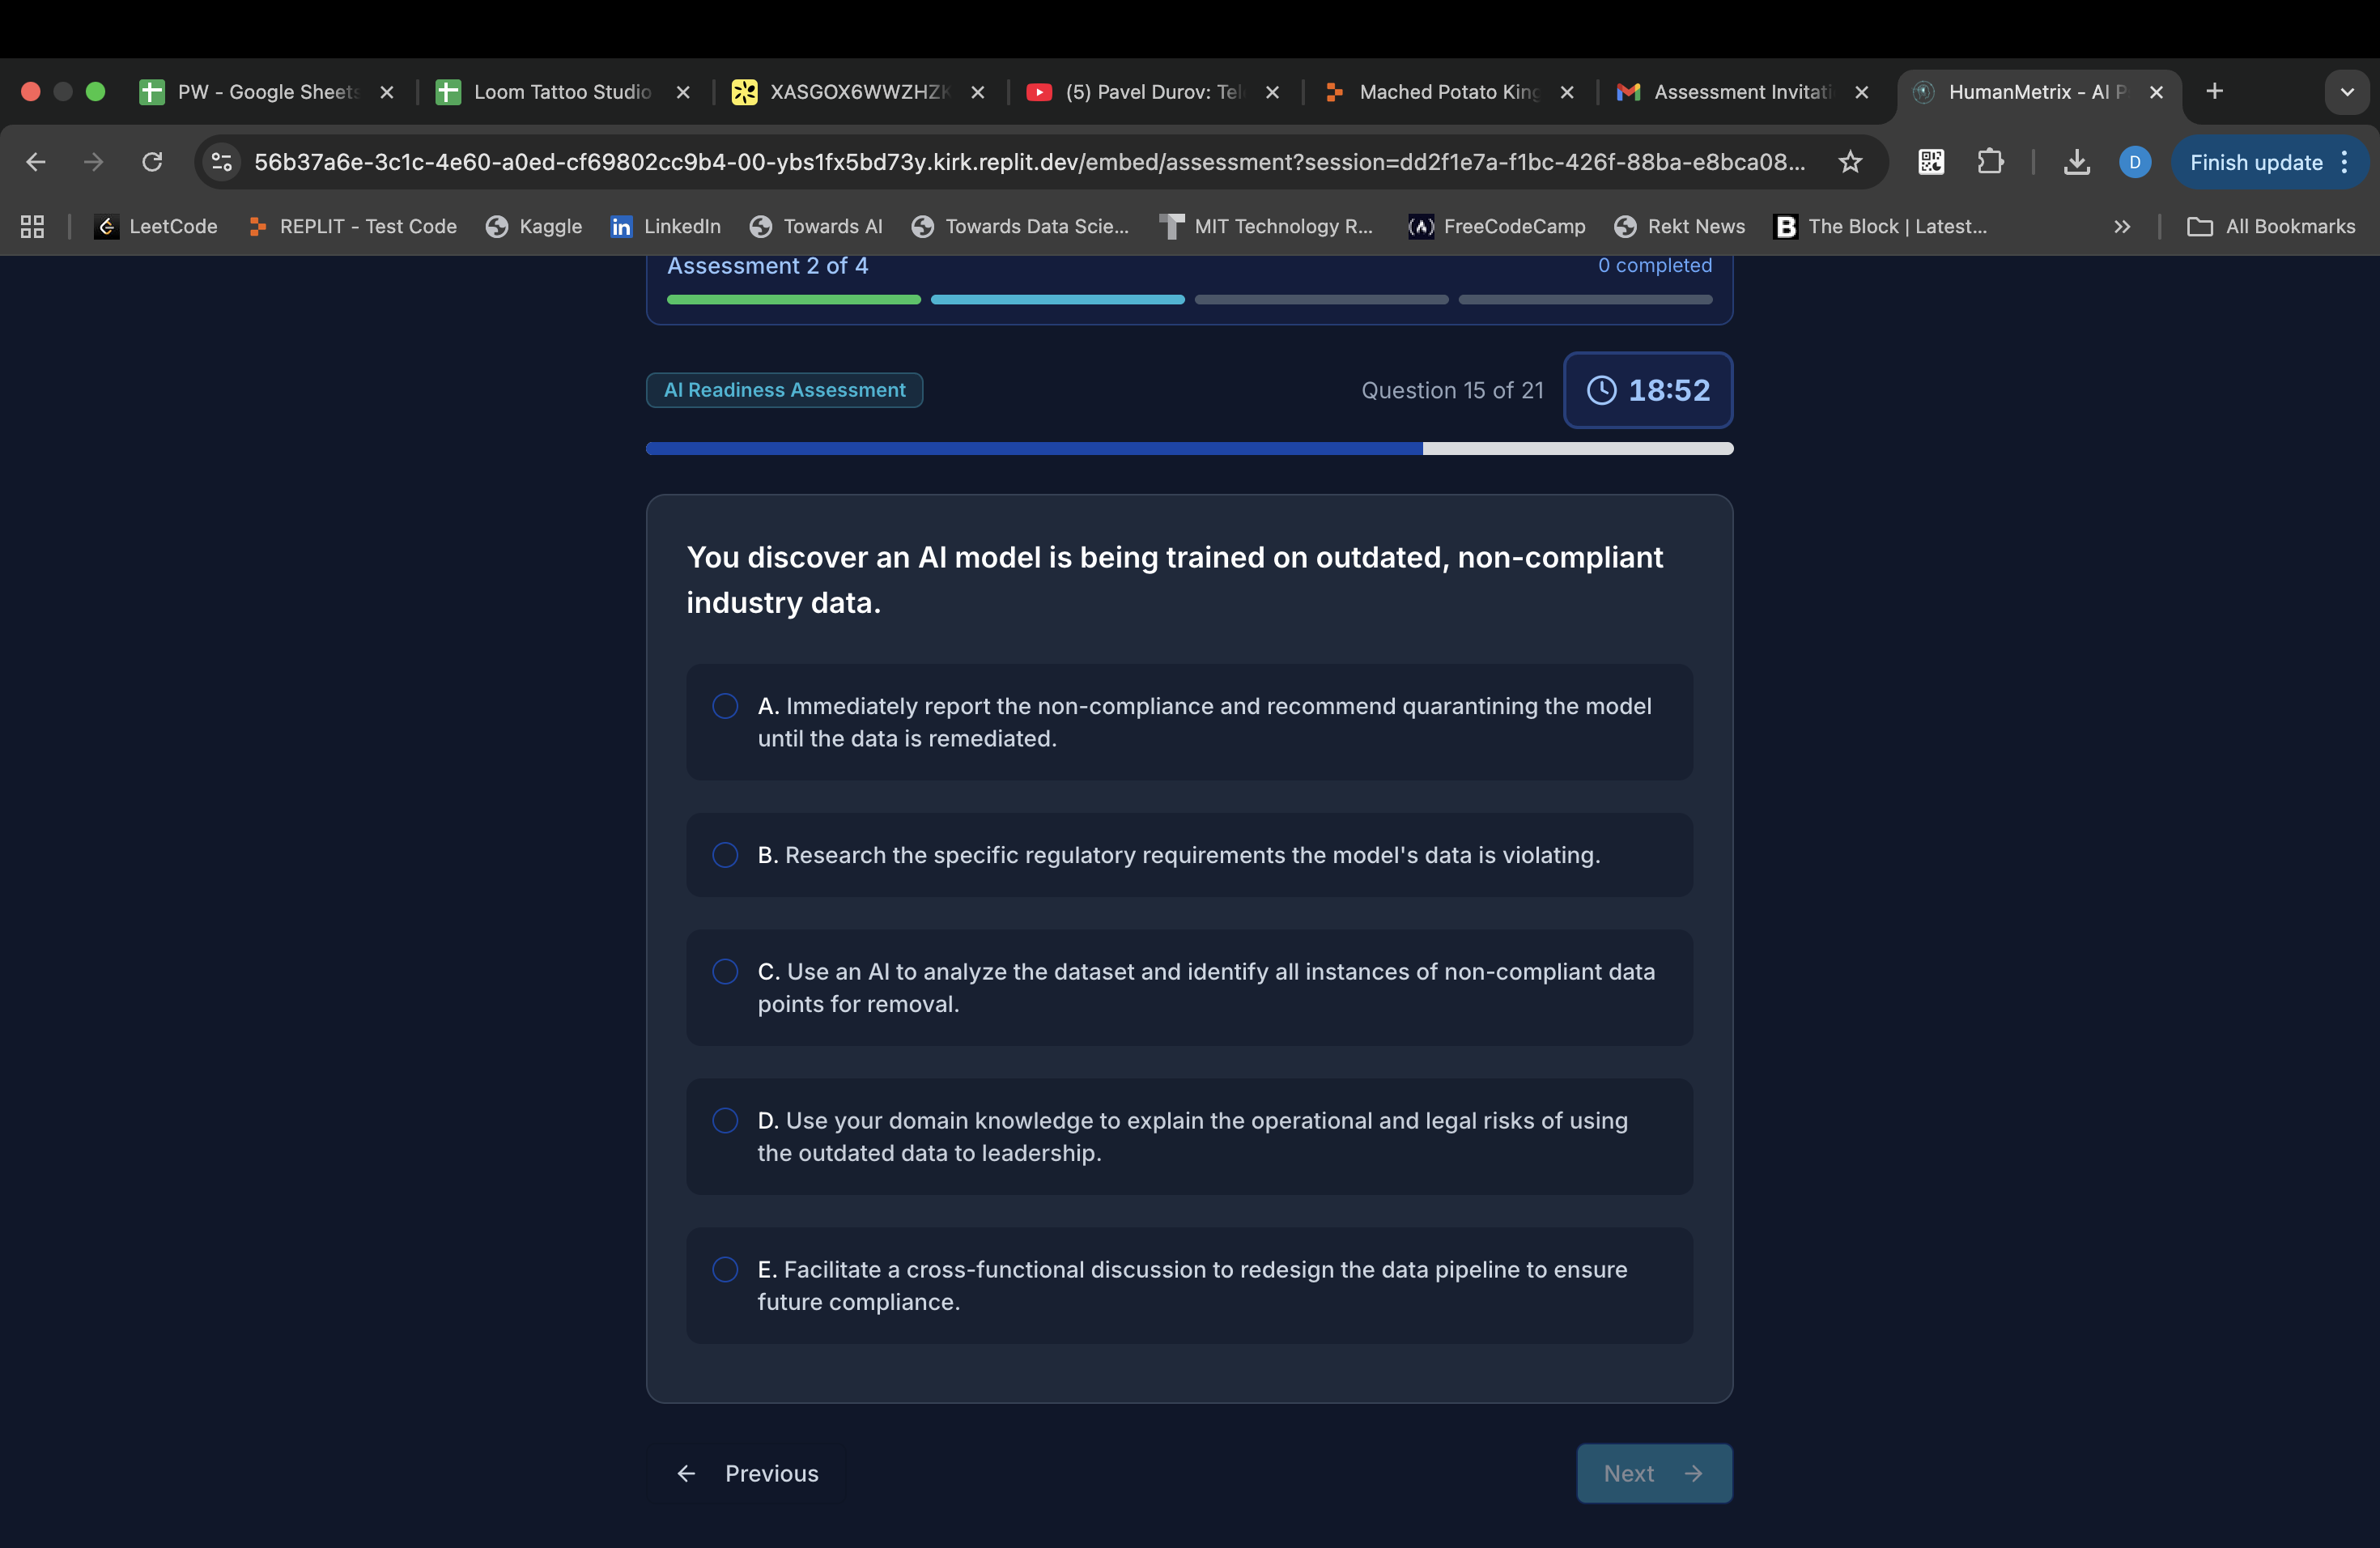 PW - Google Sheets
Loom Tattoo Studio
XASGOX6WWZHZK
(5) Pavel Durov: Tel
Mached Potato King
Assessment Invitati
HumanMetrix - AI P
56b37a6e-3c1c-4e60-a0ed-cf69802cc9b4-00-ybs1fx5bd73y.kirk.replit.dev/embed/assessment?session=dd2f1e7a-f1bc-426f-88ba-e8bca08...
D
Finish update
LeetCode
REPLIT - Test Code
Kaggle
LinkedIn
Towards AI
Towards Data Scie...
MIT Technology R...
FreeCodeCamp
Rekt News
The Block | Latest...
All Bookmarks
Assessment 2 of 4
0 completed
AI Readiness Assessment
Question 15 of 21
18:52
You discover an AI model is being trained on outdated, non-compliant
industry data.
A. Immediately report the non-compliance and recommend quarantining the model
until the data is remediated.
B. Research the specific regulatory requirements the model's data is violating.
C. Use an AI to analyze the dataset and identify all instances of non-compliant data
points for removal.
D. Use your domain knowledge to explain the operational and legal risks of using
the outdated data to leadership.
E. Facilitate a cross-functional discussion to redesign the data pipeline to ensure
future compliance.
Previous
Next